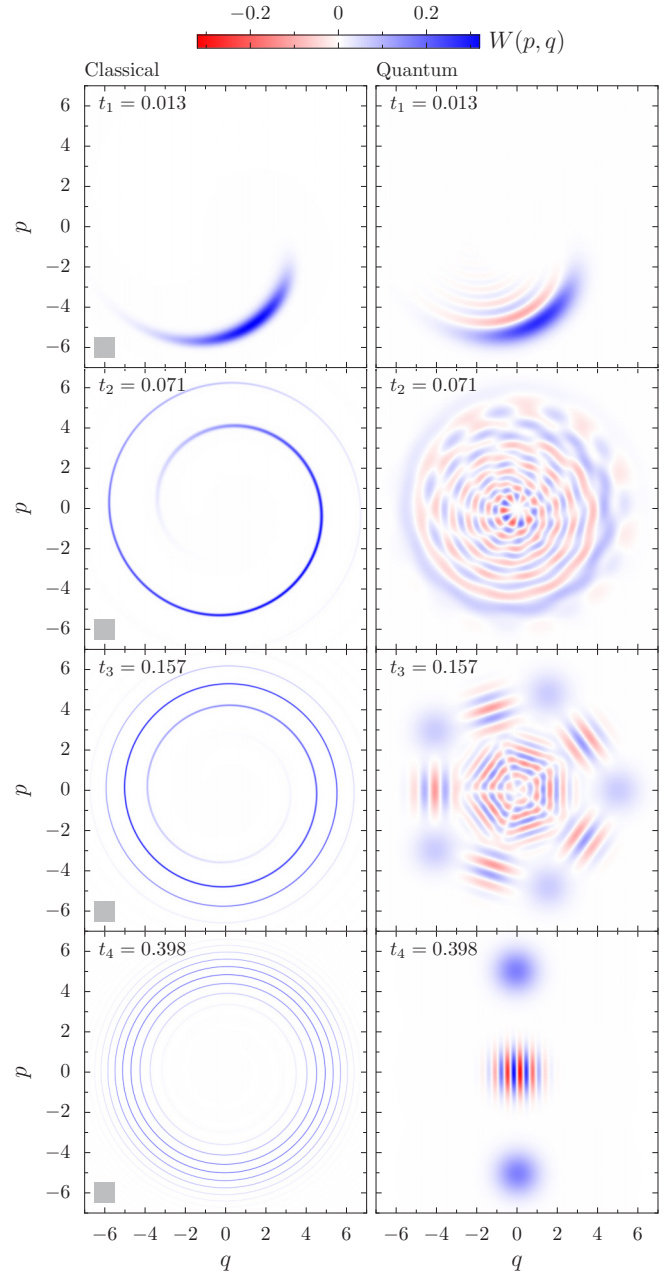 −0.2 0 0.2 W(p, q)
Classical Quantum
t₁ = 0.013 t₁ = 0.013
6
4
2
0
−2
−4
−6
p
t₂ = 0.071 t₂ = 0.071
6
4
2
0
−2
−4
−6
p
t₃ = 0.157 t₃ = 0.157
6
4
2
0
−2
−4
−6
p
t₄ = 0.398 t₄ = 0.398
6
4
2
0
−2
−4
−6
p
−6 −4 −2 0 2 4 6 −6 −4 −2 0 2 4 6
q q